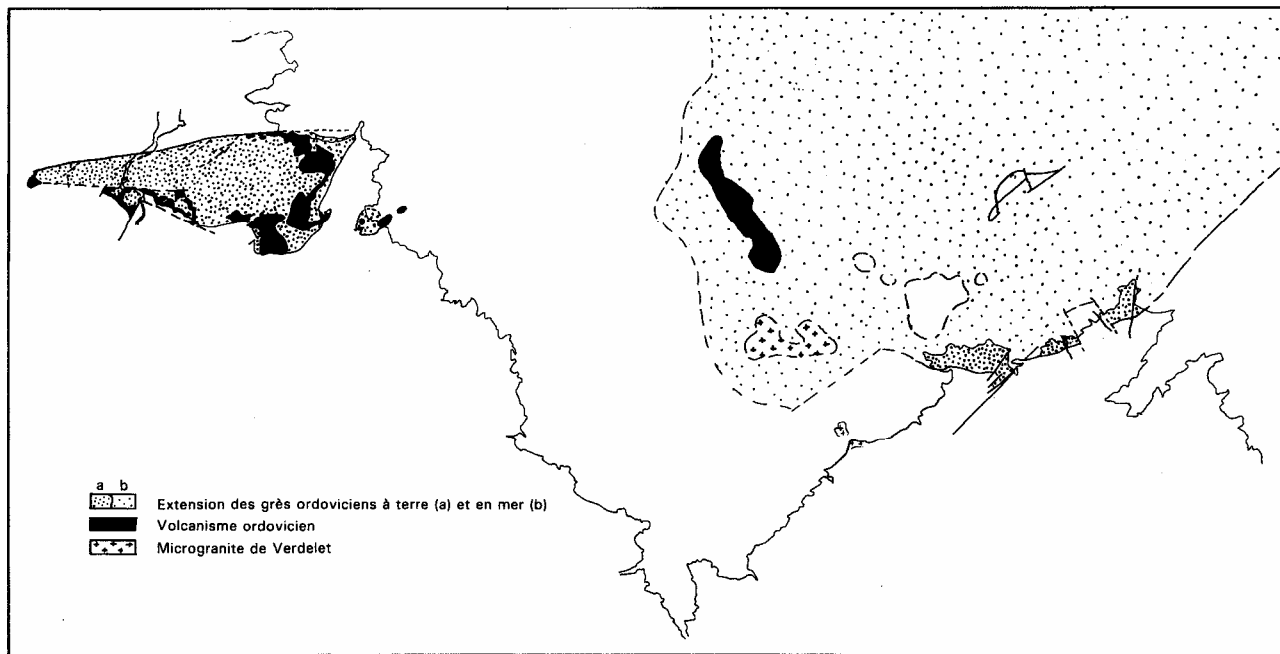 a b
Extension des grès ordoviciens à terre (a) et en mer (b)
Volcanisme ordovicien
Microgranite de Verdelet